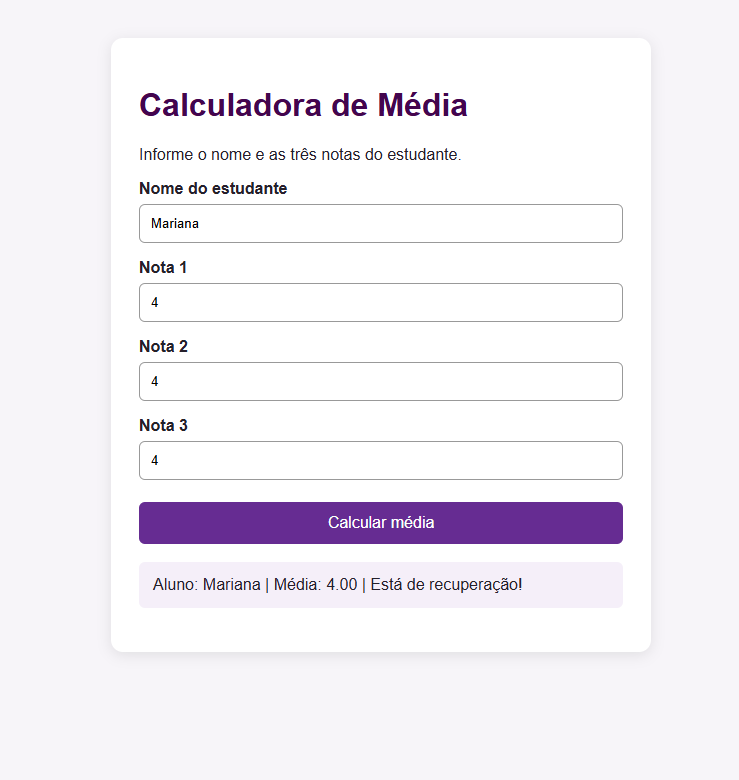 Calculadora de Média
Informe o nome e as três notas do estudante.
Nome do estudante
Mariana
Nota 1
4
Nota 2
4
Nota 3
4
Calcular média
Aluno: Mariana | Média: 4.00 | Está de recuperação!